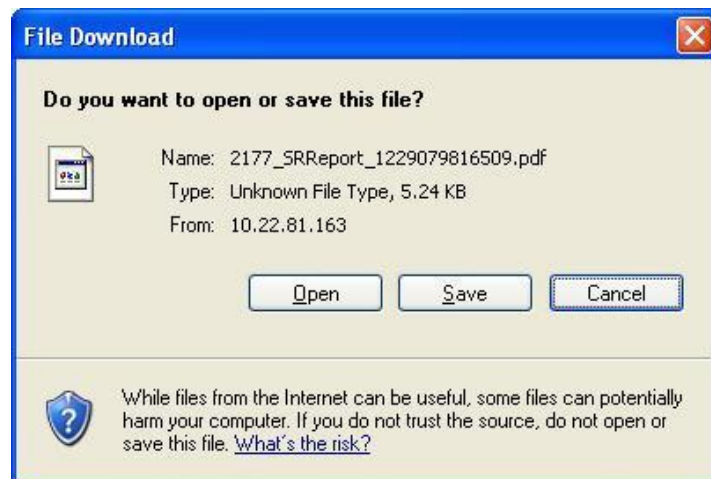 File Download
Do you want to open or save this file?
Name: 2177_SRReport_1229079816509.pdf
Type: Unknown File Type, 5.24 KB
From: 10.22.81.163
Open Save Cancel
While files from the Internet can be useful, some files can potentially
harm your computer. If you do not trust the source, do not open or
save this file. What's the risk?